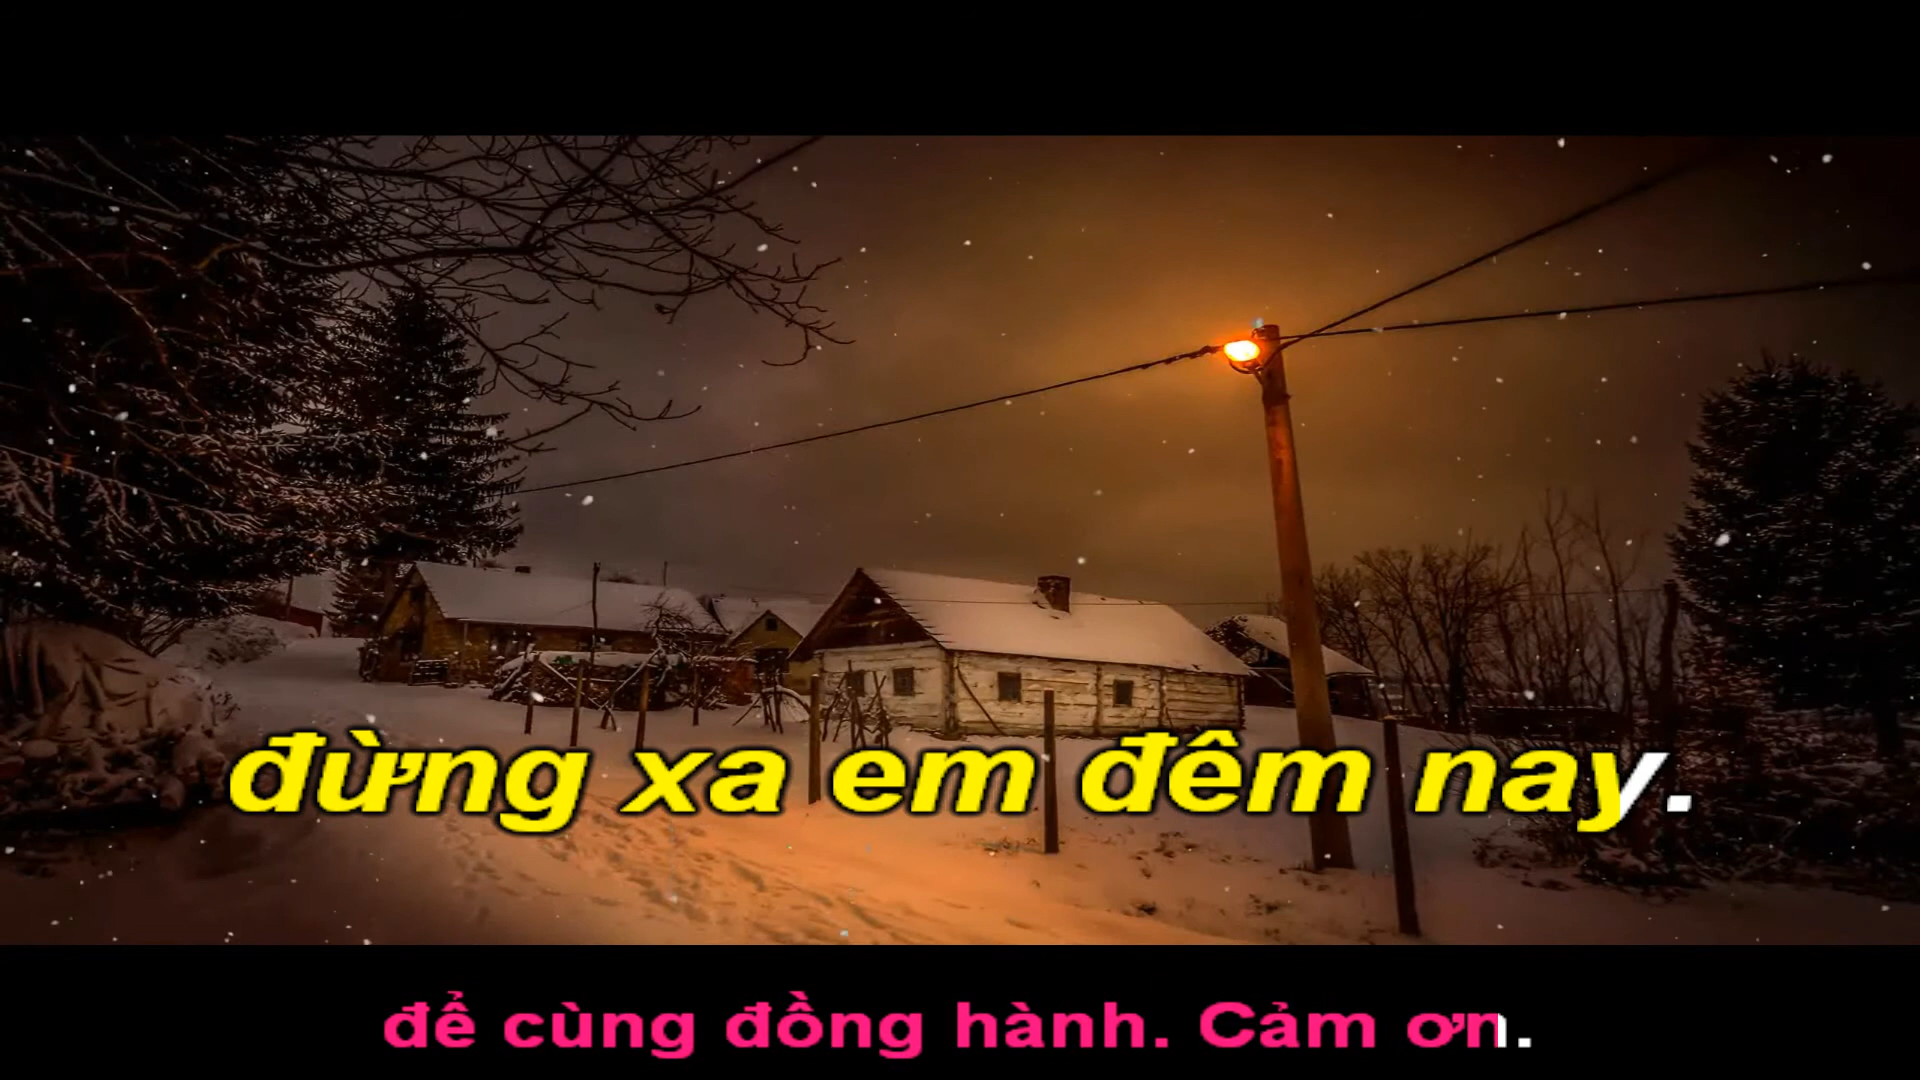 đừng xa em đêm nay.
để cùng đồng hành. Cảm ơn.